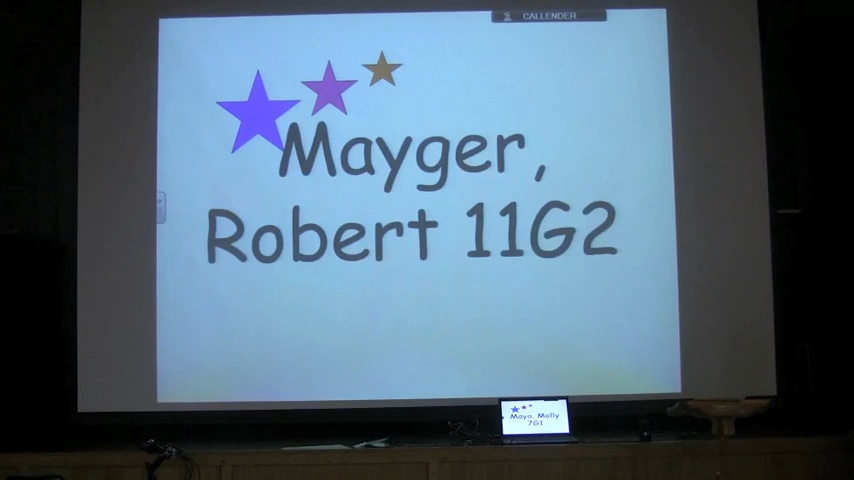 CALLENDER
Mayger,
Robert 11G2
Mayo, Molly
7G1